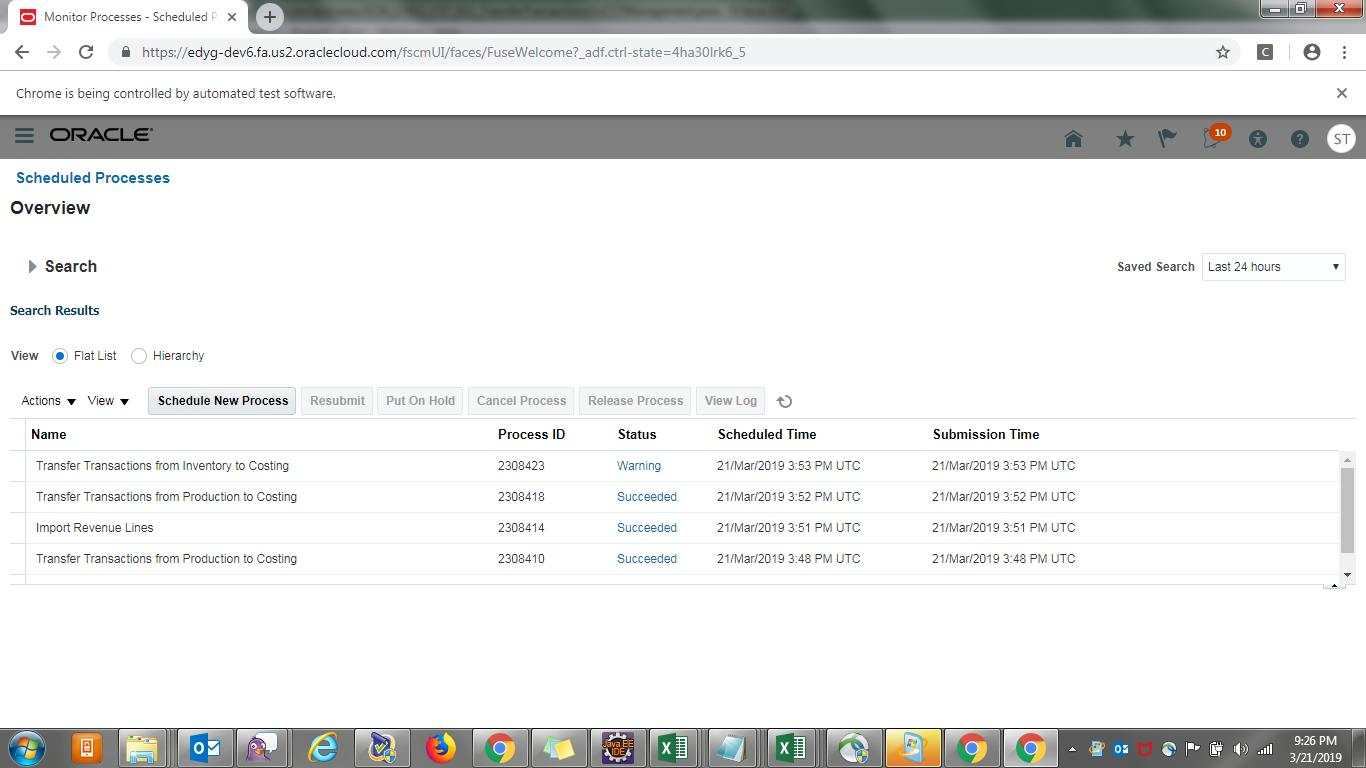 Monitor Processes - Scheduled P
https://edyg-dev6.fa.us2.oraclecloud.com/fscmUI/faces/FuseWelcome?_adf.ctrl-state=4ha30lrk6_5
C
Chrome is being controlled by automated test software.
ORACLE
10
ST
Scheduled Processes
Overview
Search
Saved Search Last 24 hours
Search Results
View Flat List Hierarchy
Actions View Schedule New Process Resubmit Put On Hold Cancel Process Release Process View Log
Name Process ID Status Scheduled Time Submission Time
Transfer Transactions from Inventory to Costing 2308423 Warning 21/Mar/2019 3:53 PM UTC 21/Mar/2019 3:53 PM UTC
Transfer Transactions from Production to Costing 2308418 Succeeded 21/Mar/2019 3:52 PM UTC 21/Mar/2019 3:52 PM UTC
Import Revenue Lines 2308414 Succeeded 21/Mar/2019 3:51 PM UTC 21/Mar/2019 3:51 PM UTC
Transfer Transactions from Production to Costing 2308410 Succeeded 21/Mar/2019 3:48 PM UTC 21/Mar/2019 3:48 PM UTC
Java EE
IDE
9:26 PM
3/21/2019